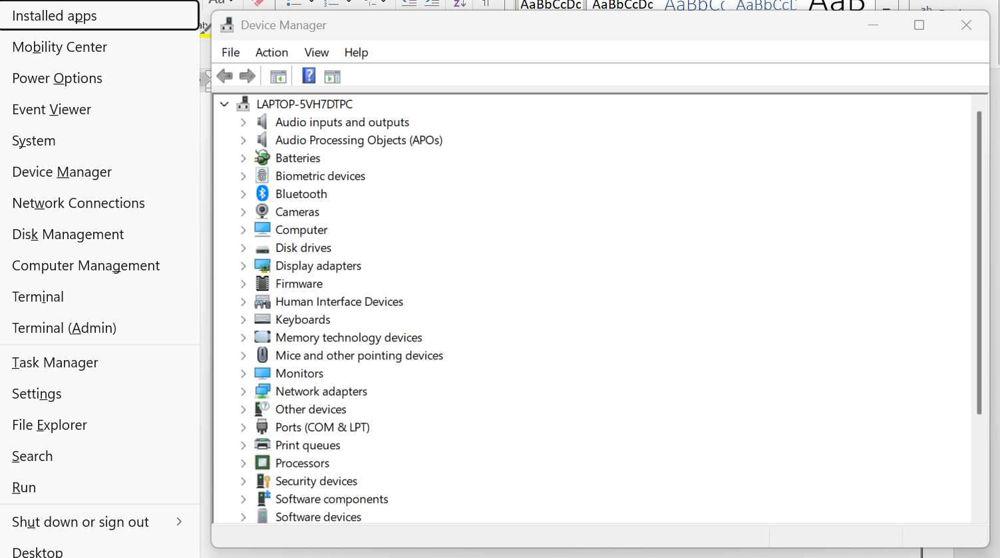 Installed apps
Mobility Center
Power Options
Event Viewer
System
Device Manager
Network Connections
Disk Management
Computer Management
Terminal
Terminal (Admin)
Task Manager
Settings
File Explorer
Search
Run
Shut down or sign out
Desktop
Aa
AaBbCcDc AaBbCcDc AaBbCc AaBbCcD AaB
ab
Device Manager
File Action View Help
LAPTOP-5VH7DTPC
Audio inputs and outputs
Audio Processing Objects (APOs)
Batteries
Biometric devices
Bluetooth
Cameras
Computer
Disk drives
Display adapters
Firmware
Human Interface Devices
Keyboards
Memory technology devices
Mice and other pointing devices
Monitors
Network adapters
Other devices
Ports (COM & LPT)
Print queues
Processors
Security devices
Software components
Software devices